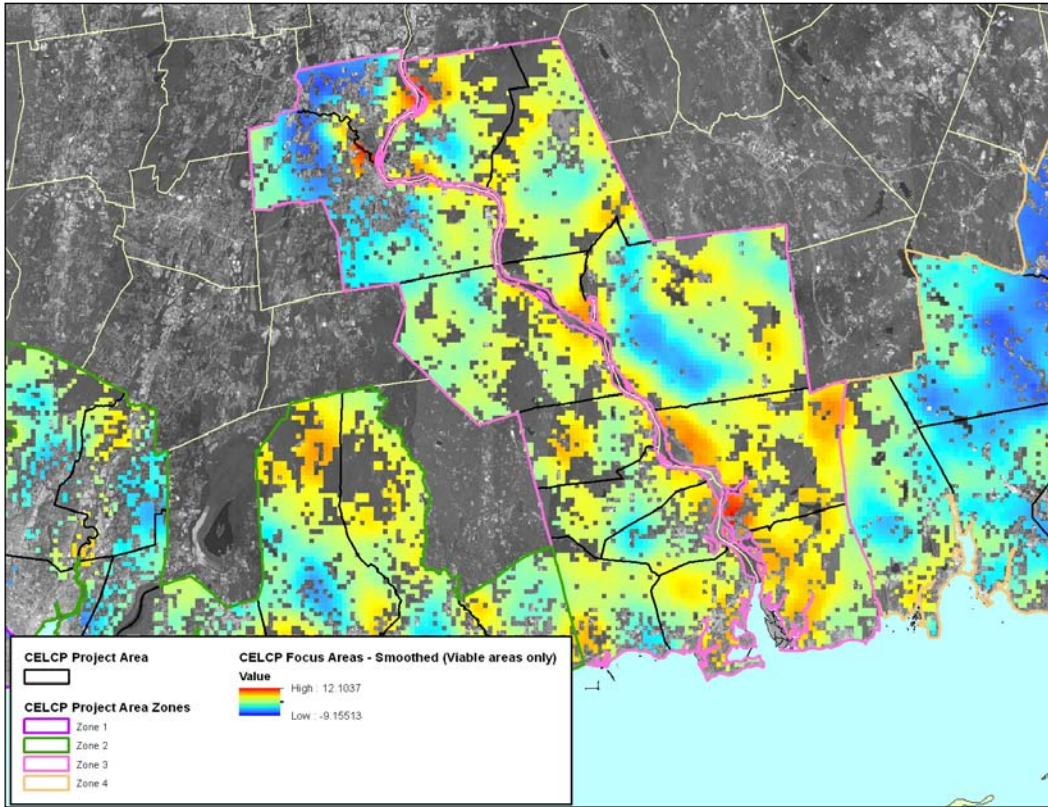 CELCP Project Area
CELCP Project Area Zones
Zone 1
Zone 2
Zone 3
Zone 4
CELCP Focus Areas - Smoothed (Viable areas only)
Value
High : 12.1037
Low : -9.15513